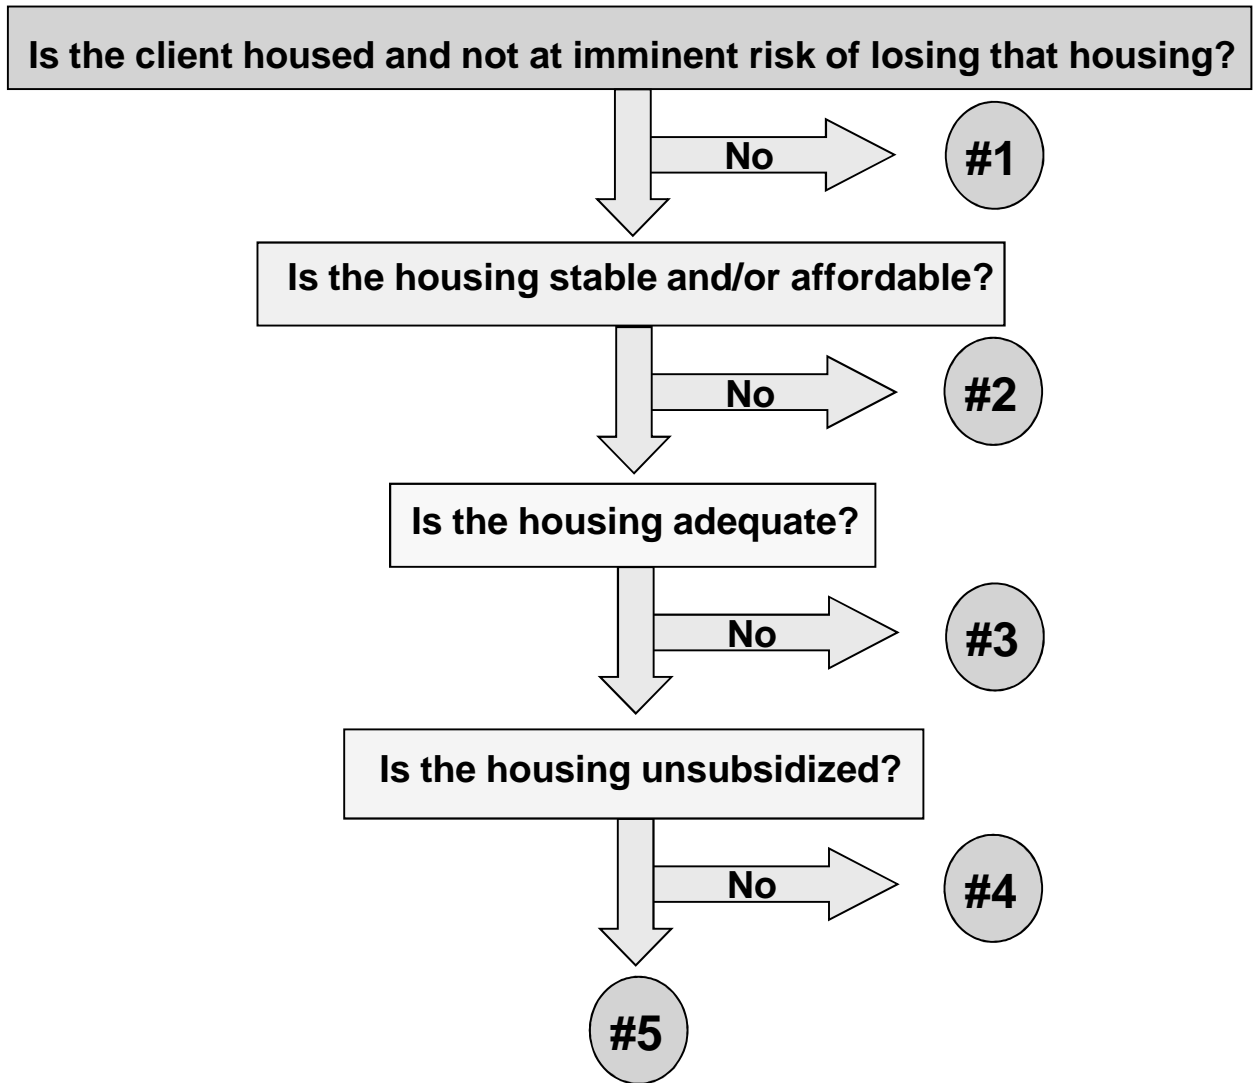 Is the client housed and not at imminent risk of losing that housing?
No
#1
Is the housing stable and/or affordable?
No
#2
Is the housing adequate?
No
#3
Is the housing unsubsidized?
No
#4
#5